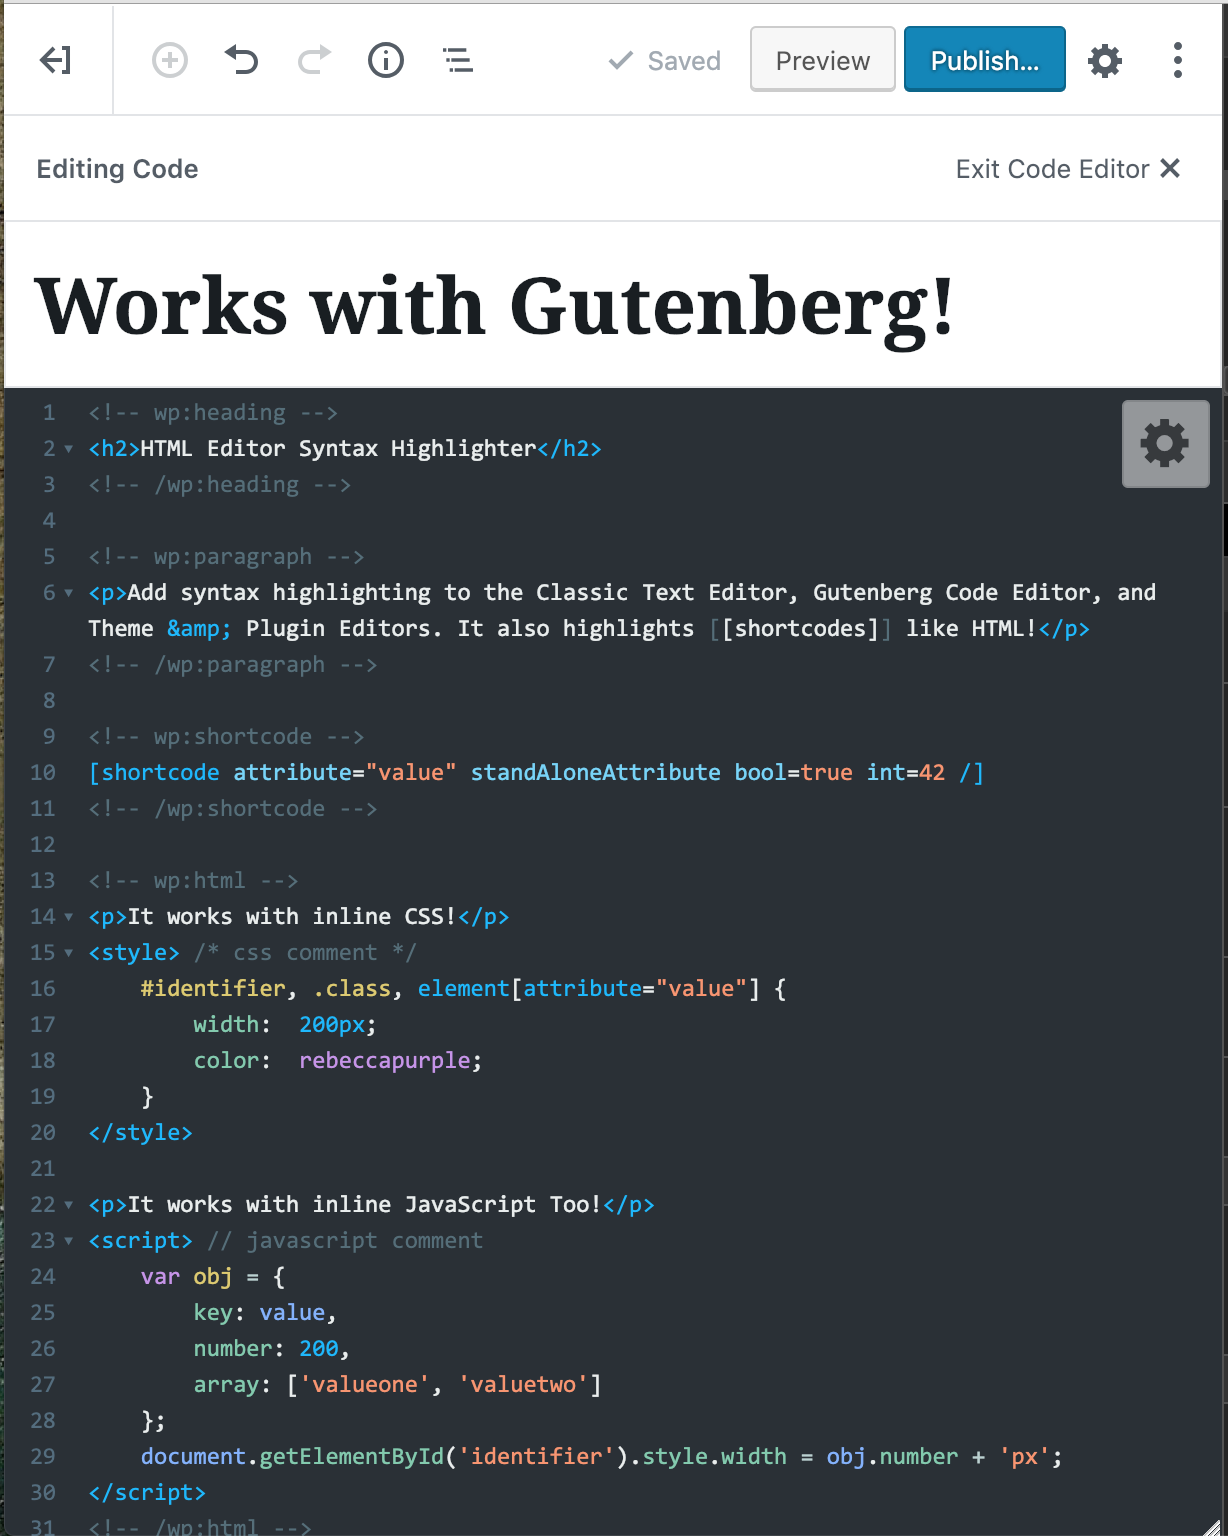 Saved Preview Publish...
Editing Code Exit Code Editor ✕
Works with Gutenberg!
1 <!-- wp:heading -->
2 <h2>HTML Editor Syntax Highlighter</h2>
3 <!-- /wp:heading -->
4
5 <!-- wp:paragraph -->
6 <p>Add syntax highlighting to the Classic Text Editor, Gutenberg Code Editor, and
Theme &amp; Plugin Editors. It also highlights [[shortcodes]] like HTML!</p>
7 <!-- /wp:paragraph -->
8
9 <!-- wp:shortcode -->
10 [shortcode attribute="value" standAloneAttribute bool=true int=42 /]
11 <!-- /wp:shortcode -->
12
13 <!-- wp:html -->
14 <p>It works with inline CSS!</p>
15 <style> /* css comment */
16     #identifier, .class, element[attribute="value"] {
17         width:  200px;
18         color:  rebeccapurple;
19     }
20 </style>
21
22 <p>It works with inline JavaScript Too!</p>
23 <script> // javascript comment
24     var obj = {
25         key: value,
26         number: 200,
27         array: ['valueone', 'valuetwo']
28     };
29     document.getElementById('identifier').style.width = obj.number + 'px';
30 </script>
31 <!-- /wp:html -->